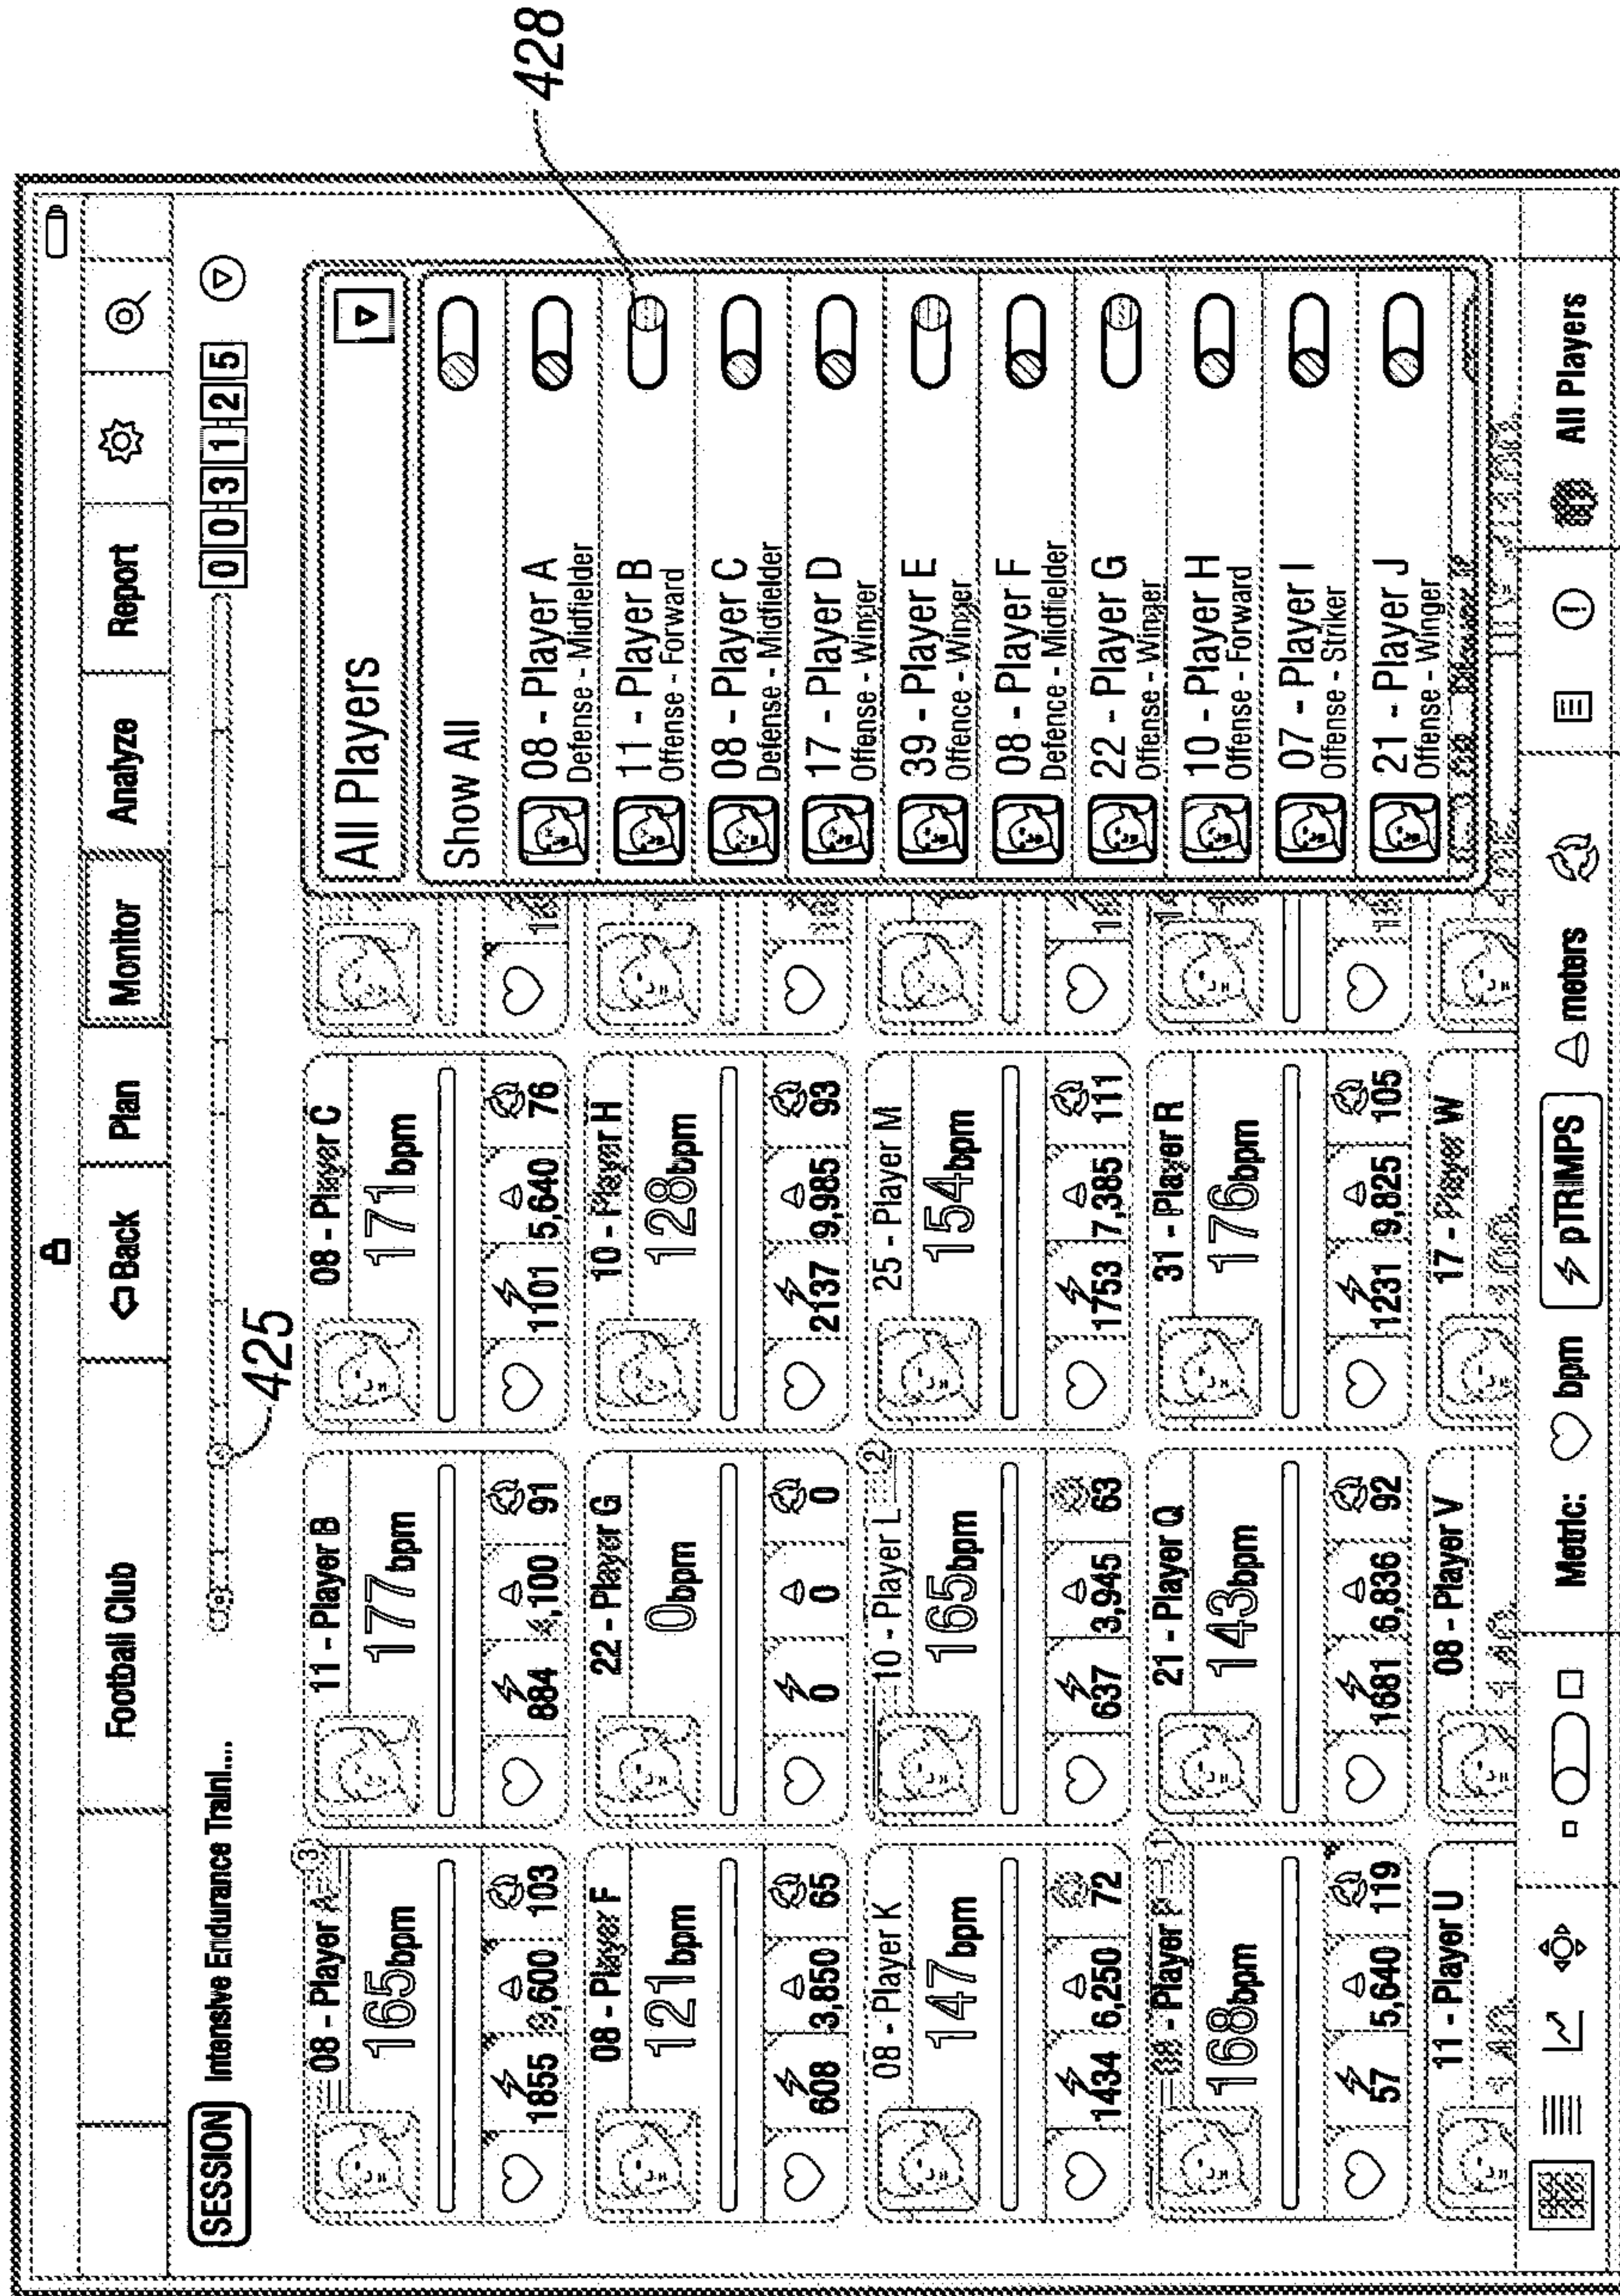 Football Club
Back
Plan
Monitor
Analyze
Report
SESSION
Intensive Endurance Traini...
0 0 3 1 2 5
425
428
08 - Player A
3
165bpm
1855
103
11 - Player B
177bpm
884
91
08 - Player C
171bpm
1101 5,640 76
08 - Player F
121bpm
608 3,850 65
22 - Player G
0bpm
0 0 0
10 - Player H
128bpm
2137 9,985 93
08 - Player K
147bpm
1434 6,250 72
10 - Player L
2
165bpm
637 3,945 63
25 - Player M
154bpm
1753 7,385 111
08 - Player P
1
168bpm
57 5,640 119
21 - Player Q
143bpm
1681 6,836 92
31 - Player R
176bpm
1231 9,825 105
11 - Player U
08 - Player V
17 - Player W
All Players
Show All
08 - Player A
Defense - Midfielder
11 - Player B
Offense - Forward
08 - Player C
Defense - Midfielder
17 - Player D
Offense - Winger
39 - Player E
Offence - Winger
08 - Player F
Defence - Midfielder
22 - Player G
Offense - Winger
10 - Player H
Offense - Forward
07 - Player I
Offense - Striker
21 - Player J
Offense - Winger
Metric:
bpm
pTRIMPS
meters
All Players